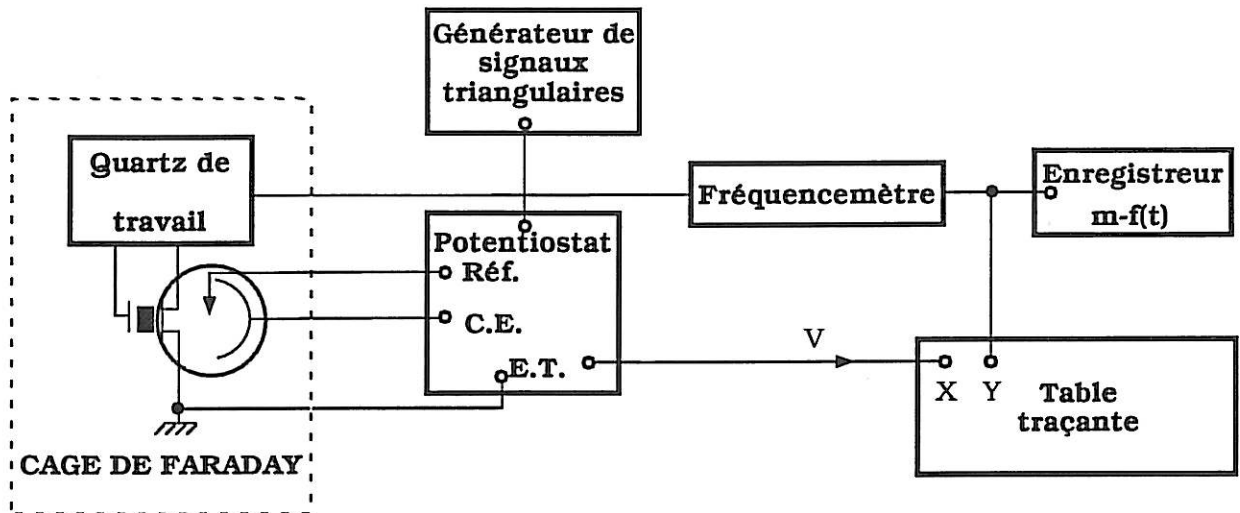 Générateur de
signaux
triangulaires
Quartz de
travail
Fréquencemètre
Enregistreur
m-f(t)
Potentiostat
Réf.
C.E.
E.T.
V
X Y
Table
traçante
CAGE DE FARADAY